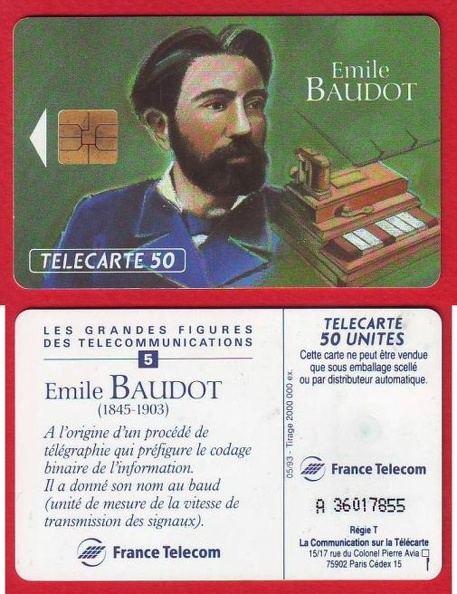 Emile
BAUDOT
TELECARTE 50
LES GRANDES FIGURES
DES TELECOMMUNICATIONS
5
Emile BAUDOT
(1845-1903)
A l'origine d'un procédé de
télégraphie qui préfigure le codage
binaire de l'information.
Il a donné son nom au baud
(unité de mesure de la vitesse de
transmission des signaux).
France Telecom
05/93 - Tirage 2000 000 ex.
TELECARTE
50 UNITES
Cette carte ne peut être vendue
que sous emballage scellé
ou par distributeur automatique.
France Telecom
A 36017855
Régie T
La Communication sur la Télécarte
15/17 rue du Colonel Pierre Avia
75902 Paris Cédex 15